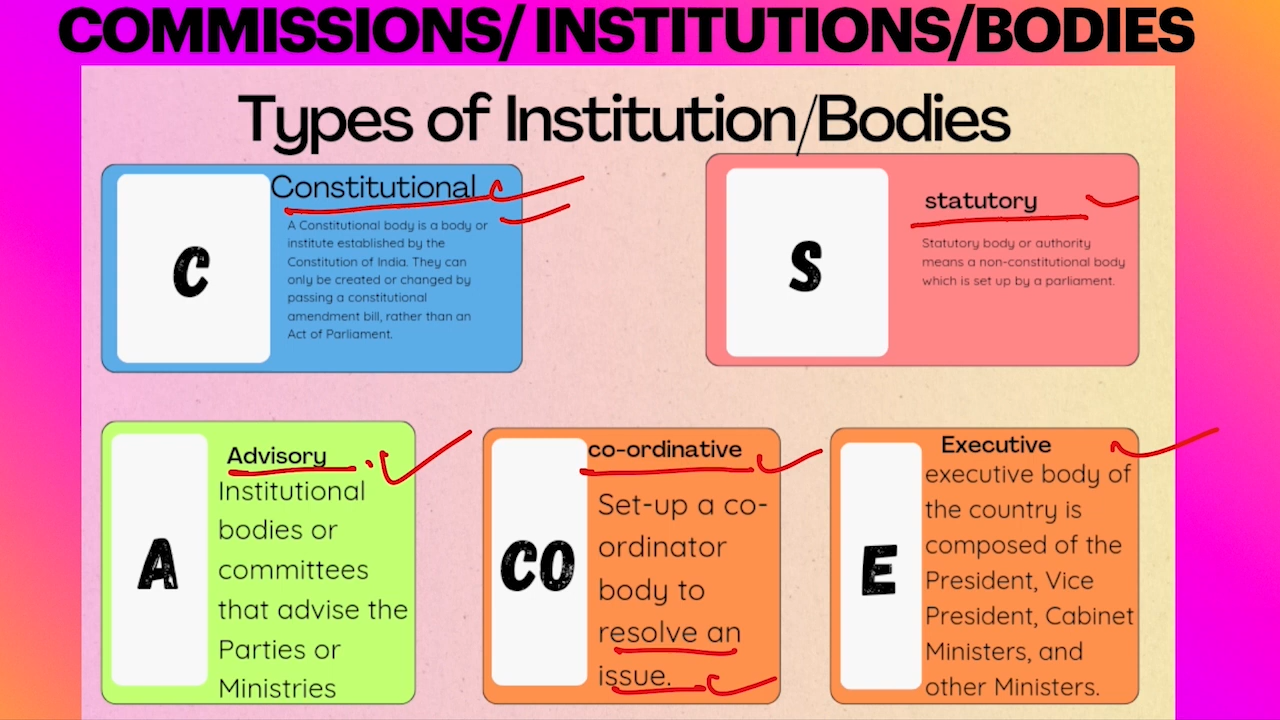 COMMISSIONS/ INSTITUTIONS/BODIES
Types of Institution/Bodies
C
Constitutional
A Constitutional body is a body or
institute established by the
Constitution of India. They can
only be created or changed by
passing a constitutional
amendment bill, rather than an
Act of Parliament.
S
statutory
Statutory body or authority
means a non-constitutional body
which is set up by a parliament.
A
Advisory
Institutional
bodies or
committees
that advise the
Parties or
Ministries
CO
co-ordinative
Set-up a co-
ordinator
body to
resolve an
issue.
E
Executive
executive body of
the country is
composed of the
President, Vice
President, Cabinet
Ministers, and
other Ministers.